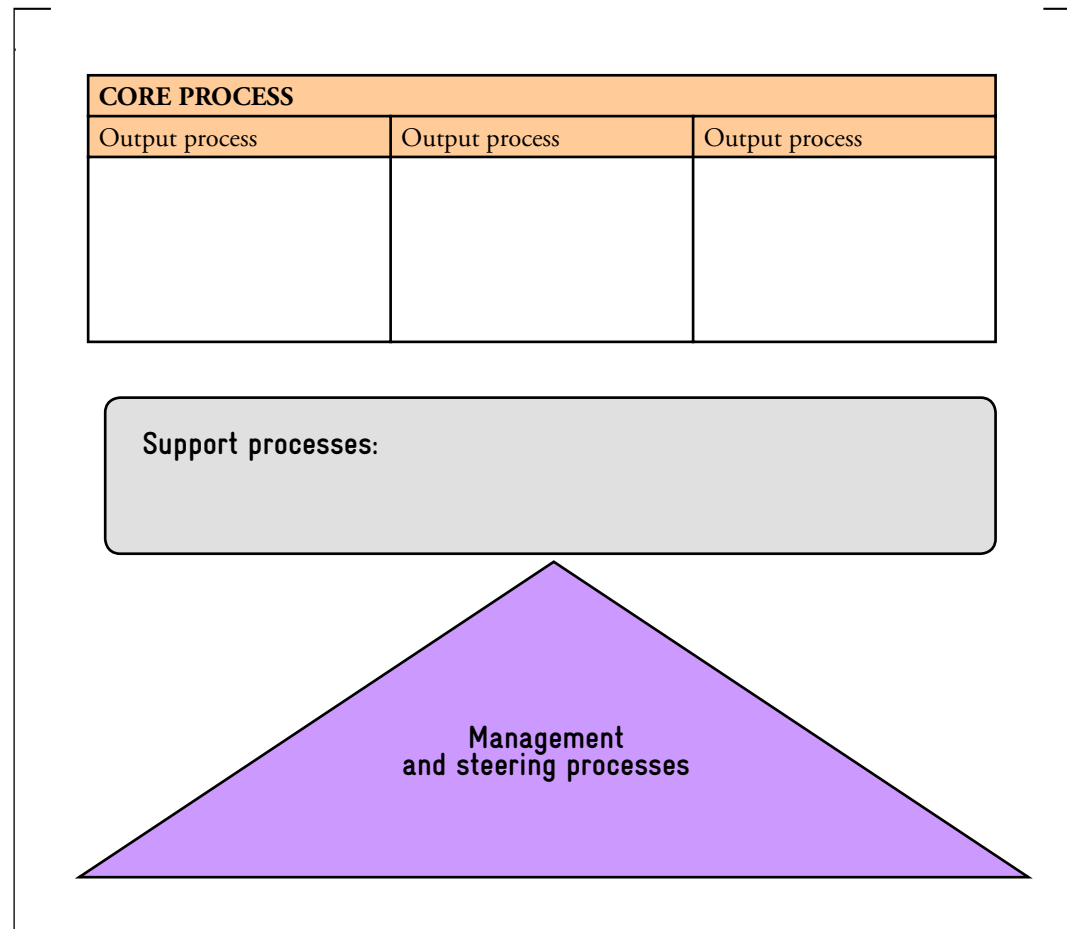 CORE PROCESS
Output process Output process Output process
Support processes:
Management
and steering processes